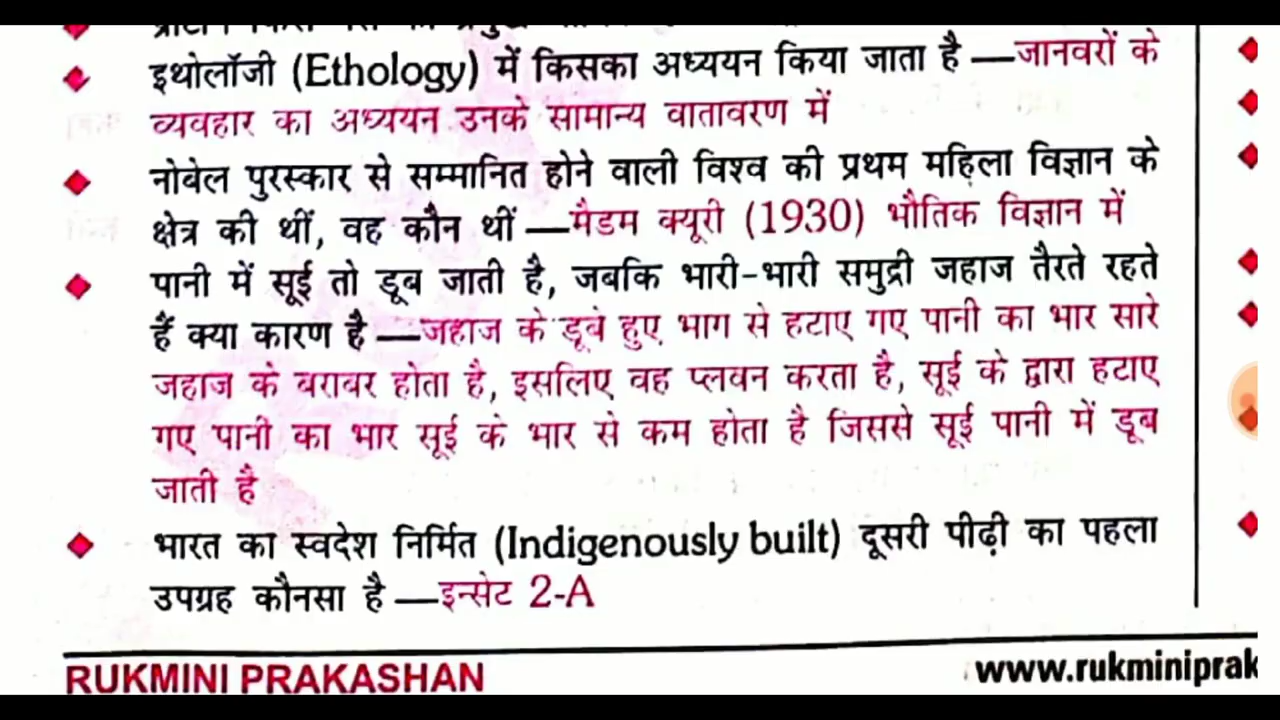 इथोलॉजी (Ethology) में किसका अध्ययन किया जाता है —जानवरों के
व्यवहार का अध्ययन उनके सामान्य वातावरण में
नोबेल पुरस्कार से सम्मानित होने वाली विश्व की प्रथम महिला विज्ञान के
क्षेत्र की थीं, वह कौन थीं —मैडम क्यूरी (1930) भौतिक विज्ञान में
पानी में सूई तो डूब जाती है, जबकि भारी-भारी समुद्री जहाज तैरते रहते
हैं क्या कारण है —जहाज के डूबे हुए भाग से हटाए गए पानी का भार सारे
जहाज के बराबर होता है, इसलिए वह प्लवन करता है, सूई के द्वारा हटाए
गए पानी का भार सूई के भार से कम होता है जिससे सूई पानी में डूब
जाती है
भारत का स्वदेश निर्मित (Indigenously built) दूसरी पीढ़ी का पहला
उपग्रह कौनसा है —इन्सेट 2-A
RUKMINI PRAKASHAN
www.rukminiprak